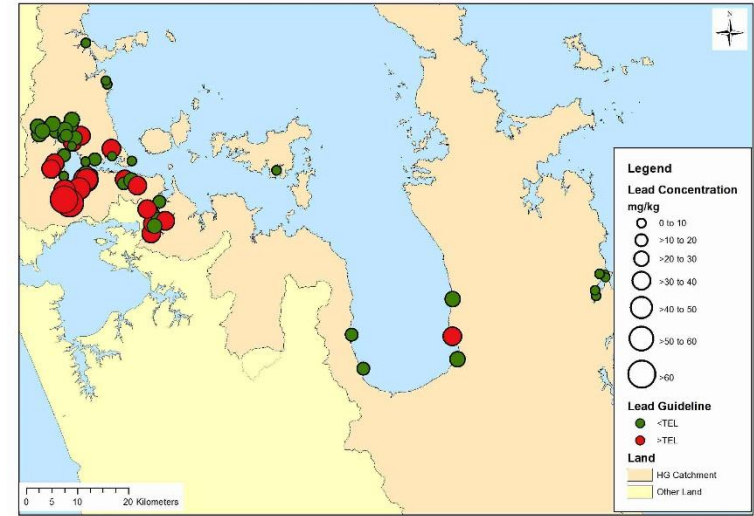 N
Legend
Lead Concentration
mg/kg
0 to 10
>10 to 20
>20 to 30
>30 to 40
>40 to 50
>50 to 60
>60
Lead Guideline
<TEL
>TEL
Land
HG Catchment
Other Land
0 5 10 20 Kilometers